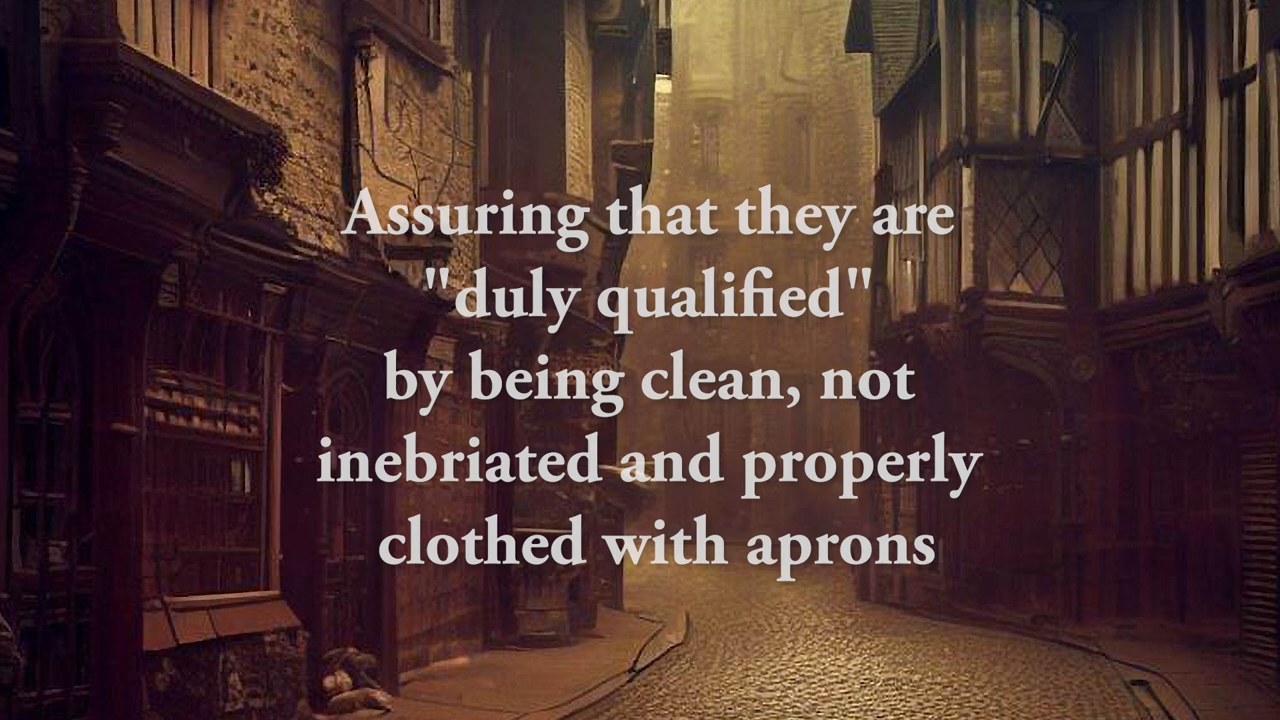 Assuring that they are
"duly qualified"
by being clean, not
inebriated and properly
clothed with aprons